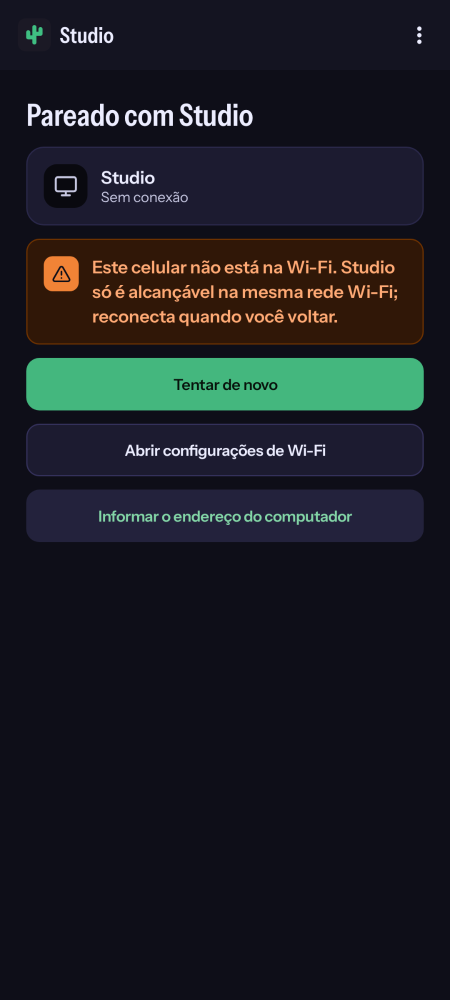 Studio
Pareado com Studio
Studio
Sem conexão
Este celular não está na Wi-Fi. Studio
só é alcançável na mesma rede Wi-Fi;
reconecta quando você voltar.
Tentar de novo
Abrir configurações de Wi-Fi
Informar o endereço do computador